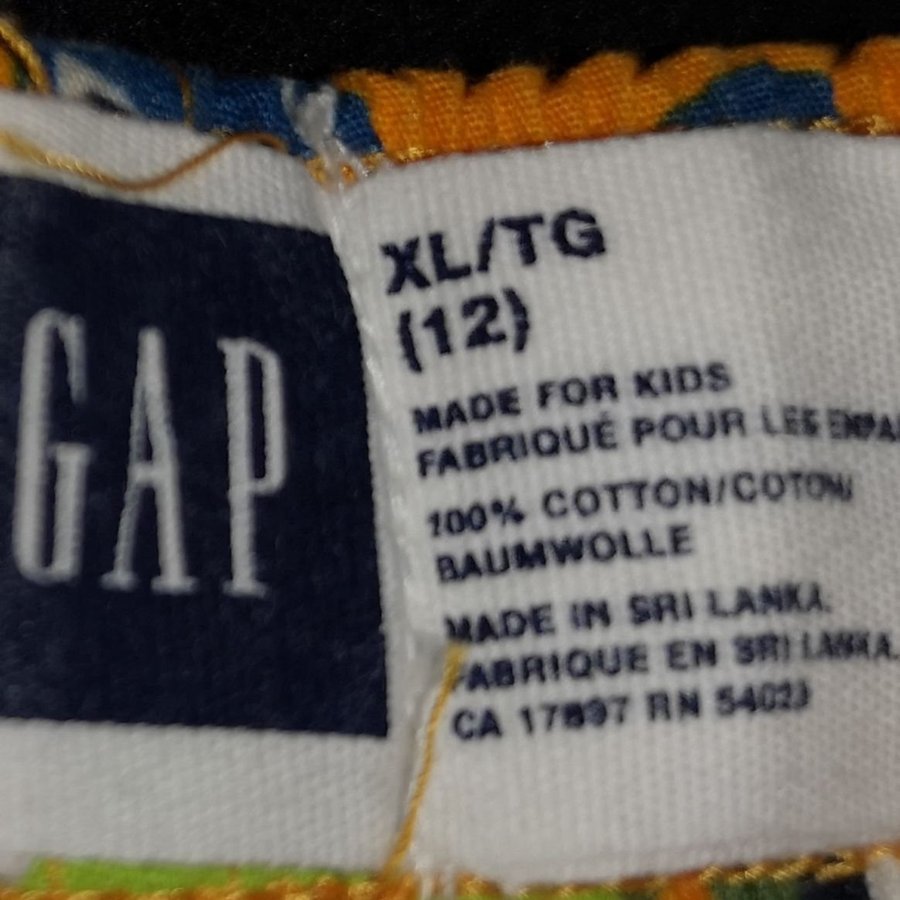 GAP
XL/TG
(12)
MADE FOR KIDS
FABRIQUÉ POUR LES ENFA
100% COTTON/COTON/
BAUMWOLLE
MADE IN SRI LANKA.
FABRIQUE EN SRI LANKA.
CA 17897 RN 54023